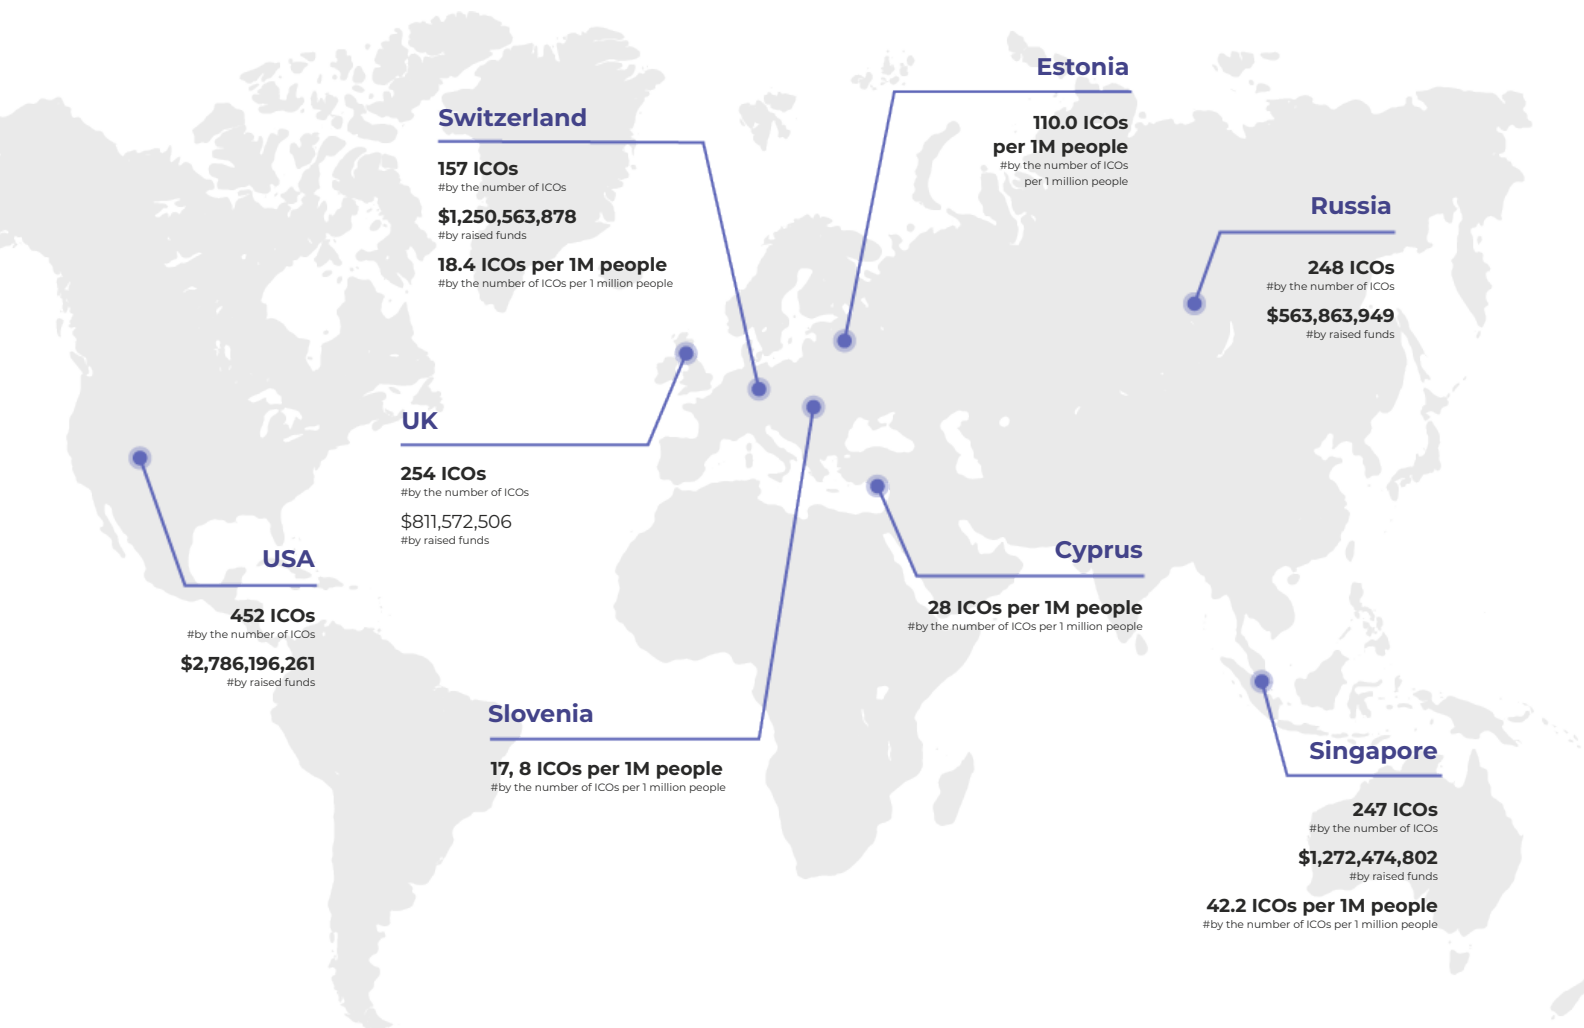 Switzerland
157 ICOs
#by the number of ICOs
$1,250,563,878
#by raised funds
18.4 ICOs per 1M people
#by the number of ICOs per 1 million people
Estonia
110.0 ICOs
per 1M people
#by the number of ICOs
per 1 million people
Russia
248 ICOs
#by the number of ICOs
$563,863,949
#by raised funds
UK
254 ICOs
#by the number of ICOs
$811,572,506
#by raised funds
USA
452 ICOs
#by the number of ICOs
$2,786,196,261
#by raised funds
Cyprus
28 ICOs per 1M people
#by the number of ICOs per 1 million people
Slovenia
17, 8 ICOs per 1M people
#by the number of ICOs per 1 million people
Singapore
247 ICOs
#by the number of ICOs
$1,272,474,802
#by raised funds
42.2 ICOs per 1M people
#by the number of ICOs per 1 million people